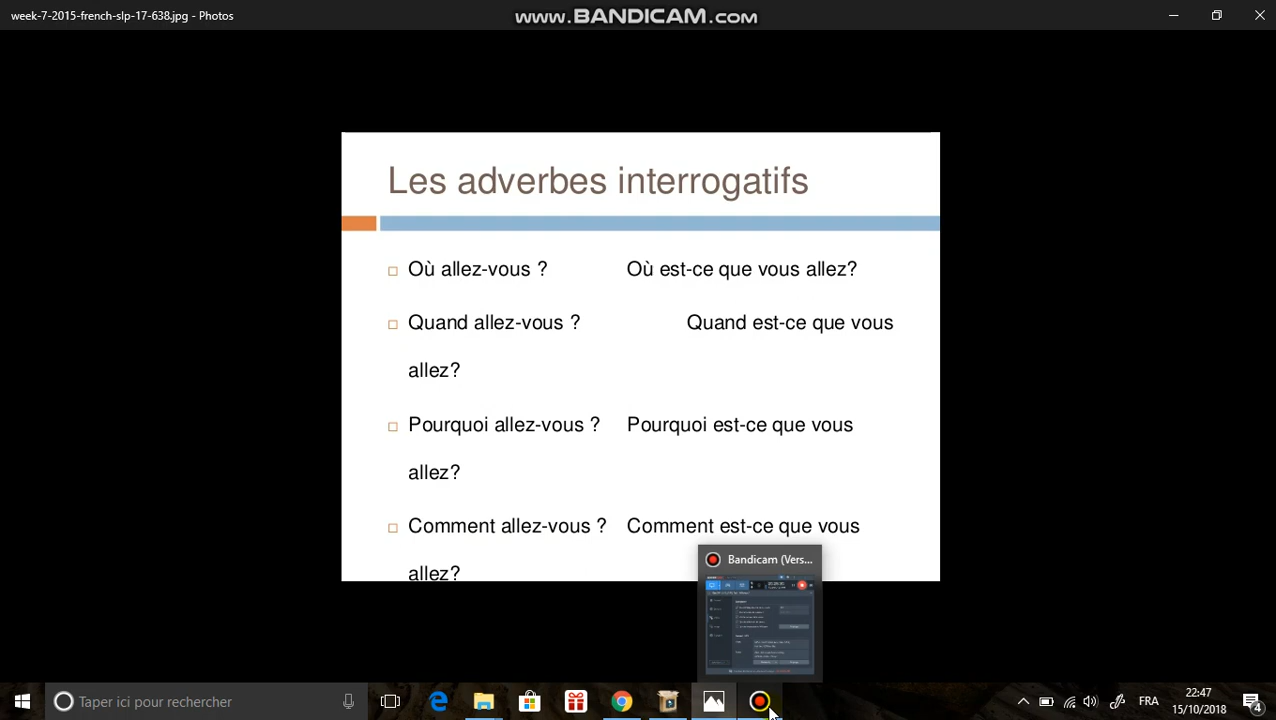 week-7-2015-french-slp-17-638.jpg - Photos
www.BANDICAM.com
Les adverbes interrogatifs
Où allez-vous ? Où est-ce que vous allez?
Quand allez-vous ? Quand est-ce que vous
allez?
Pourquoi allez-vous ? Pourquoi est-ce que vous
allez?
Comment allez-vous ? Comment est-ce que vous
allez?
Bandicam (Vers...
Taper ici pour rechercher
FRA
22:47
15/10/2018
4